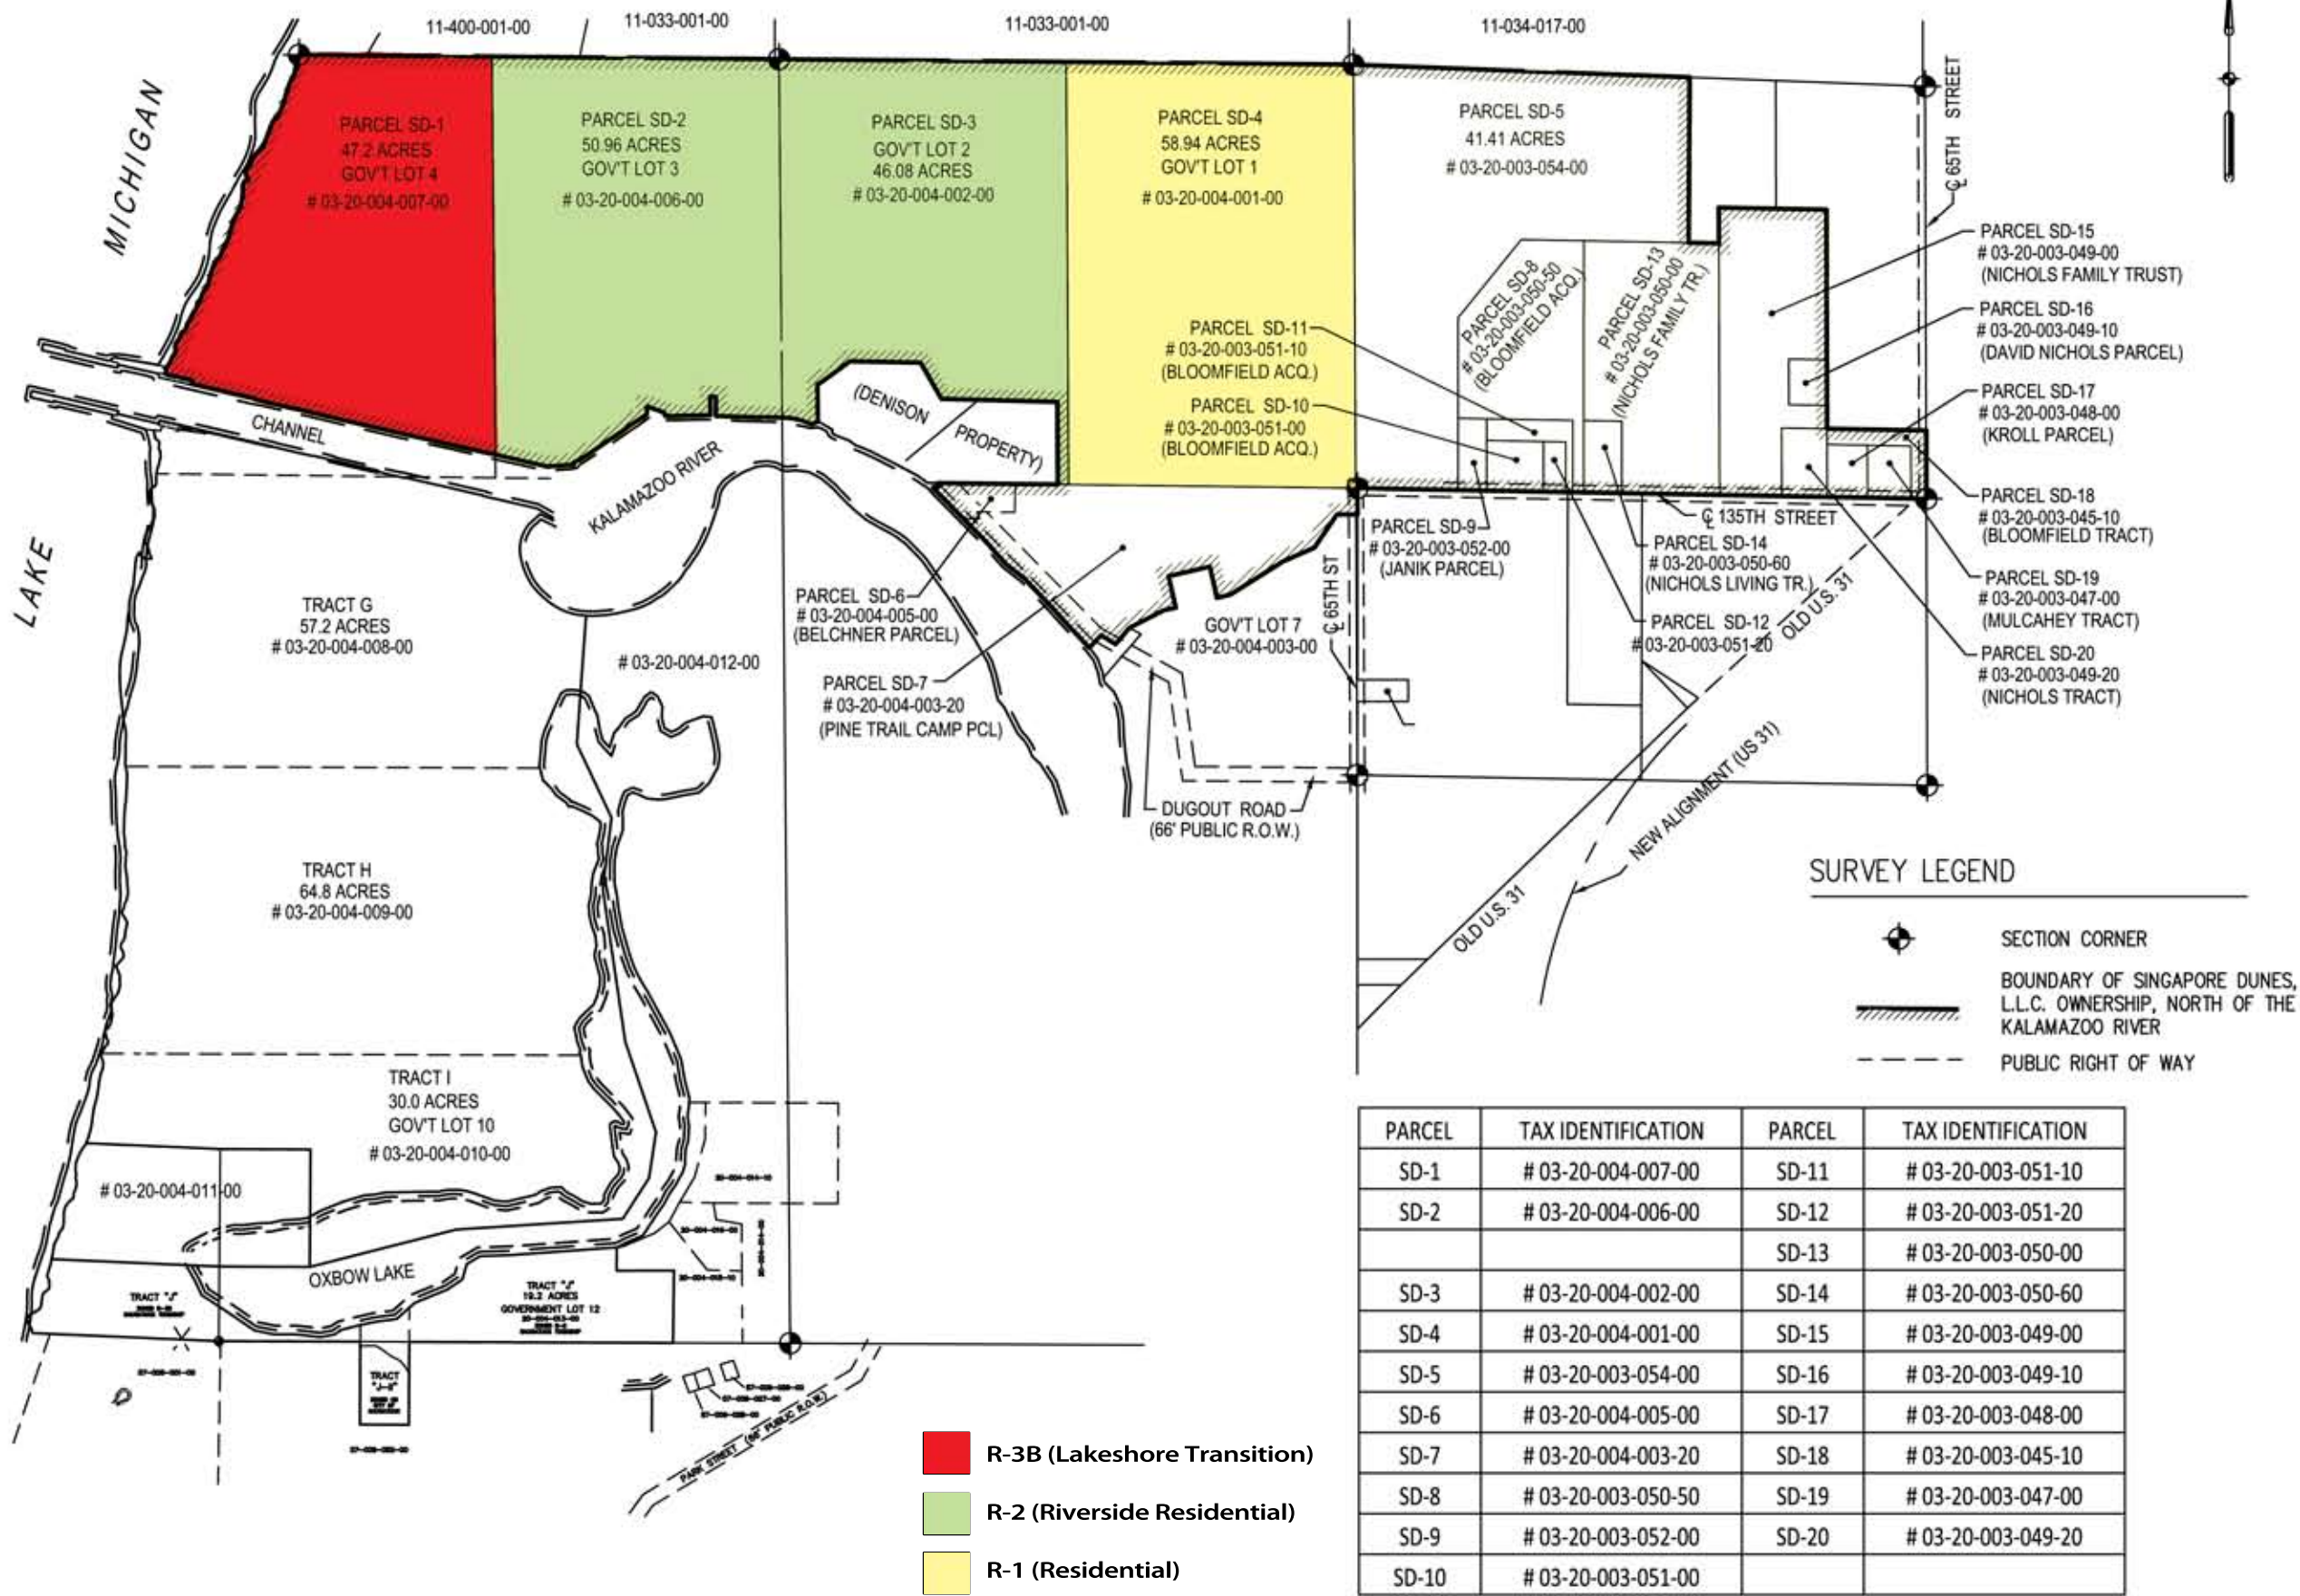 11-400-001-00
11-033-001-00
11-033-001-00
11-034-017-00
LAKE MICHIGAN
PARCEL SD-1
47.2 ACRES
GOV'T LOT 4
# 03-20-004-007-00
PARCEL SD-2
50.96 ACRES
GOV'T LOT 3
# 03-20-004-006-00
PARCEL SD-3
GOV'T LOT 2
46.08 ACRES
# 03-20-004-002-00
PARCEL SD-4
58.94 ACRES
GOV'T LOT 1
# 03-20-004-001-00
PARCEL SD-5
41.41 ACRES
# 03-20-003-054-00
℄ 65TH STREET
PARCEL SD-8
# 03-20-003-050-50
(BLOOMFIELD ACQ.)
PARCEL SD-13
# 03-20-003-050-00
(NICHOLS FAMILY TR.)
PARCEL SD-15
# 03-20-003-049-00
(NICHOLS FAMILY TRUST)
PARCEL SD-16
# 03-20-003-049-10
(DAVID NICHOLS PARCEL)
PARCEL SD-17
# 03-20-003-048-00
(KROLL PARCEL)
PARCEL SD-18
# 03-20-003-045-10
(BLOOMFIELD TRACT)
PARCEL SD-19
# 03-20-003-047-00
(MULCAHEY TRACT)
PARCEL SD-20
# 03-20-003-049-20
(NICHOLS TRACT)
PARCEL SD-11
# 03-20-003-051-10
(BLOOMFIELD ACQ.)
PARCEL SD-10
# 03-20-003-051-00
(BLOOMFIELD ACQ.)
CHANNEL
KALAMAZOO RIVER
(DENISON
PROPERTY)
PARCEL SD-9
# 03-20-003-052-00
(JANIK PARCEL)
℄ 135TH STREET
PARCEL SD-14
# 03-20-003-050-60
(NICHOLS LIVING TR.)
PARCEL SD-12
# 03-20-003-051-20
OLD U.S. 31
℄ 65TH ST
PARCEL SD-6
# 03-20-004-005-00
(BELCHNER PARCEL)
PARCEL SD-7
# 03-20-004-003-20
(PINE TRAIL CAMP PCL)
GOV'T LOT 7
# 03-20-004-003-00
TRACT G
57.2 ACRES
# 03-20-004-008-00
# 03-20-004-012-00
DUGOUT ROAD
(66' PUBLIC R.O.W.)
NEW ALIGNMENT (US 31)
OLD U.S. 31
TRACT H
64.8 ACRES
# 03-20-004-009-00
TRACT I
30.0 ACRES
GOV'T LOT 10
# 03-20-004-010-00
# 03-20-004-011-00
OXBOW LAKE
TRACT "J"
TRACT "J"
19.2 ACRES
GOVERNMENT LOT 12
TRACT
PARK STREET (66' PUBLIC R.O.W.)
SURVEY LEGEND
SECTION CORNER
BOUNDARY OF SINGAPORE DUNES,
L.L.C. OWNERSHIP, NORTH OF THE
KALAMAZOO RIVER
PUBLIC RIGHT OF WAY
R-3B (Lakeshore Transition)
R-2 (Riverside Residential)
R-1 (Residential)
PARCEL TAX IDENTIFICATION PARCEL TAX IDENTIFICATION
SD-1 # 03-20-004-007-00 SD-11 # 03-20-003-051-10
SD-2 # 03-20-004-006-00 SD-12 # 03-20-003-051-20
SD-13 # 03-20-003-050-00
SD-3 # 03-20-004-002-00 SD-14 # 03-20-003-050-60
SD-4 # 03-20-004-001-00 SD-15 # 03-20-003-049-00
SD-5 # 03-20-003-054-00 SD-16 # 03-20-003-049-10
SD-6 # 03-20-004-005-00 SD-17 # 03-20-003-048-00
SD-7 # 03-20-004-003-20 SD-18 # 03-20-003-045-10
SD-8 # 03-20-003-050-50 SD-19 # 03-20-003-047-00
SD-9 # 03-20-003-052-00 SD-20 # 03-20-003-049-20
SD-10 # 03-20-003-051-00